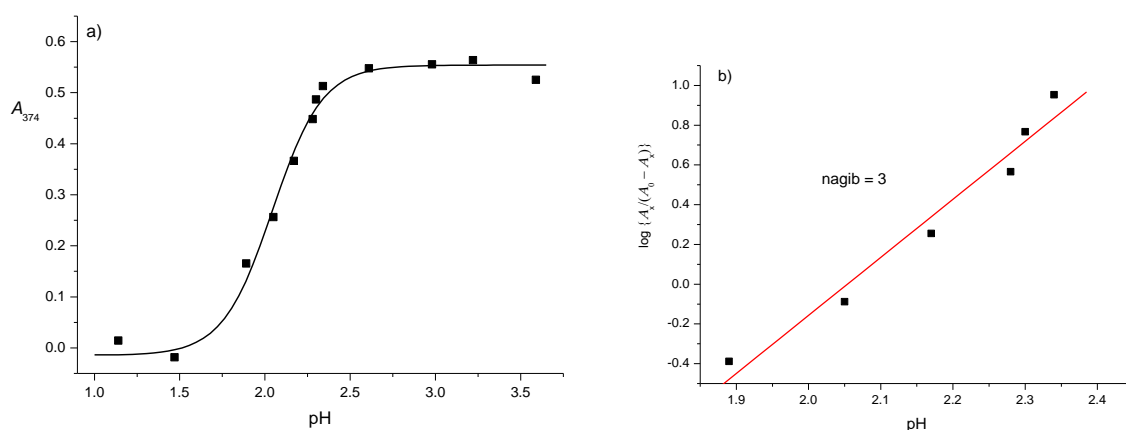 a)
0.6
0.5
A374
0.4
0.3
0.2
0.1
0.0
1.0 1.5 2.0 2.5 3.0 3.5
pH
b)
1.0
0.8
0.6
0.4
0.2
0.0
-0.2
-0.4
log {Ax/(A0 − Ax)}
nagib = 3
1.9 2.0 2.1 2.2 2.3 2.4
pH